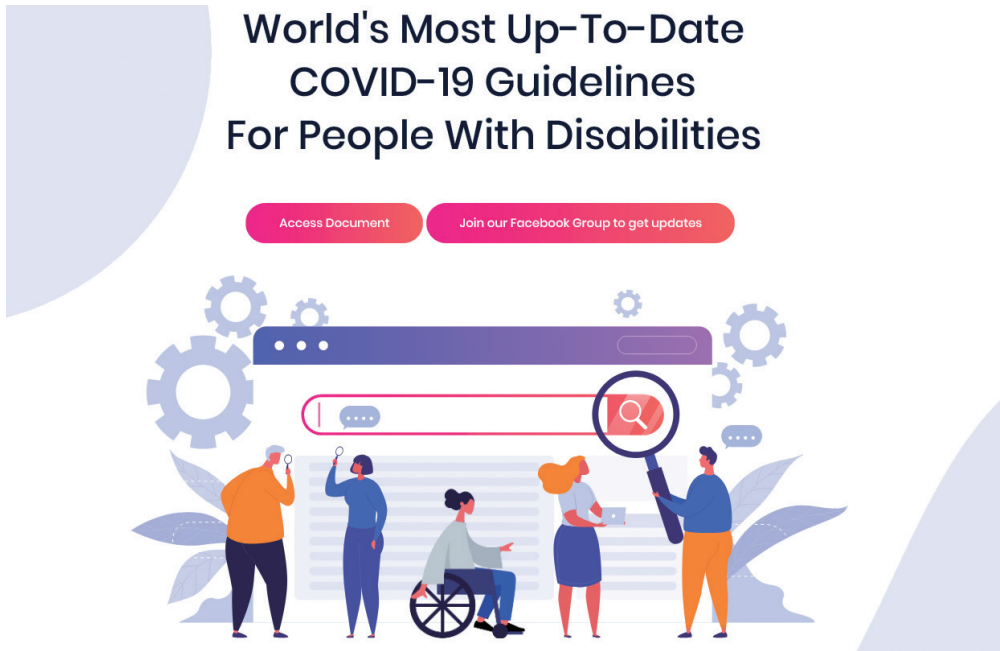 World's Most Up-To-Date
COVID-19 Guidelines
For People With Disabilities
Access Document
Join our Facebook Group to get updates